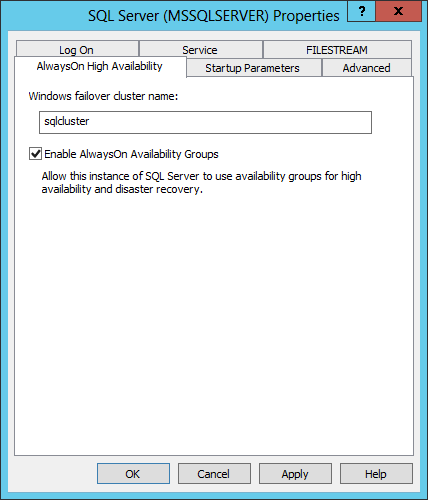 SQL Server (MSSQLSERVER) Properties
? x
Log On Service FILESTREAM
AlwaysOn High Availability Startup Parameters Advanced
Windows failover cluster name:
sqlcluster
Enable AlwaysOn Availability Groups
Allow this instance of SQL Server to use availability groups for high
availability and disaster recovery.
OK Cancel Apply Help